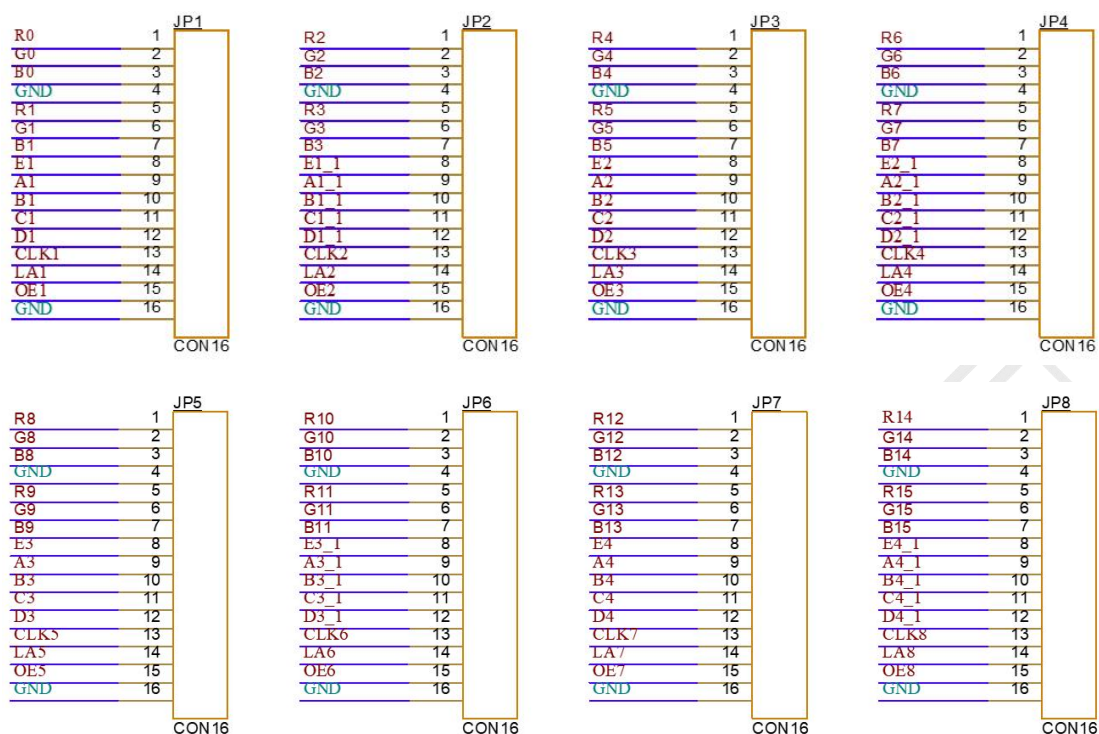 JP1 JP2 JP3 JP4
R0 1 R2 1 R4 1 R6 1
G0 2 G2 2 G4 2 G6 2
B0 3 B2 3 B4 3 B6 3
GND 4 GND 4 GND 4 GND 4
R1 5 R3 5 R5 5 R7 5
G1 6 G3 6 G5 6 G7 6
B1 7 B3 7 B5 7 B7 7
E1 8 E1_1 8 E2 8 E2_1 8
A1 9 A1_1 9 A2 9 A2_1 9
B1 10 B1_1 10 B2 10 B2_1 10
C1 11 C1_1 11 C2 11 C2_1 11
D1 12 D1_1 12 D2 12 D2_1 12
CLK1 13 CLK2 13 CLK3 13 CLK4 13
LA1 14 LA2 14 LA3 14 LA4 14
OE1 15 OE2 15 OE3 15 OE4 15
GND 16 GND 16 GND 16 GND 16
CON16 CON16 CON16 CON16
JP5 JP6 JP7 JP8
R8 1 R10 1 R12 1 R14 1
G8 2 G10 2 G12 2 G14 2
B8 3 B10 3 B12 3 B14 3
GND 4 GND 4 GND 4 GND 4
R9 5 R11 5 R13 5 R15 5
G9 6 G11 6 G13 6 G15 6
B9 7 B11 7 B13 7 B15 7
E3 8 E3_1 8 E4 8 E4_1 8
A3 9 A3_1 9 A4 9 A4_1 9
B3 10 B3_1 10 B4 10 B4_1 10
C3 11 C3_1 11 C4 11 C4_1 11
D3 12 D3_1 12 D4 12 D4_1 12
CLK5 13 CLK6 13 CLK7 13 CLK8 13
LA5 14 LA6 14 LA7 14 LA8 14
OE5 15 OE6 15 OE7 15 OE8 15
GND 16 GND 16 GND 16 GND 16
CON16 CON16 CON16 CON16